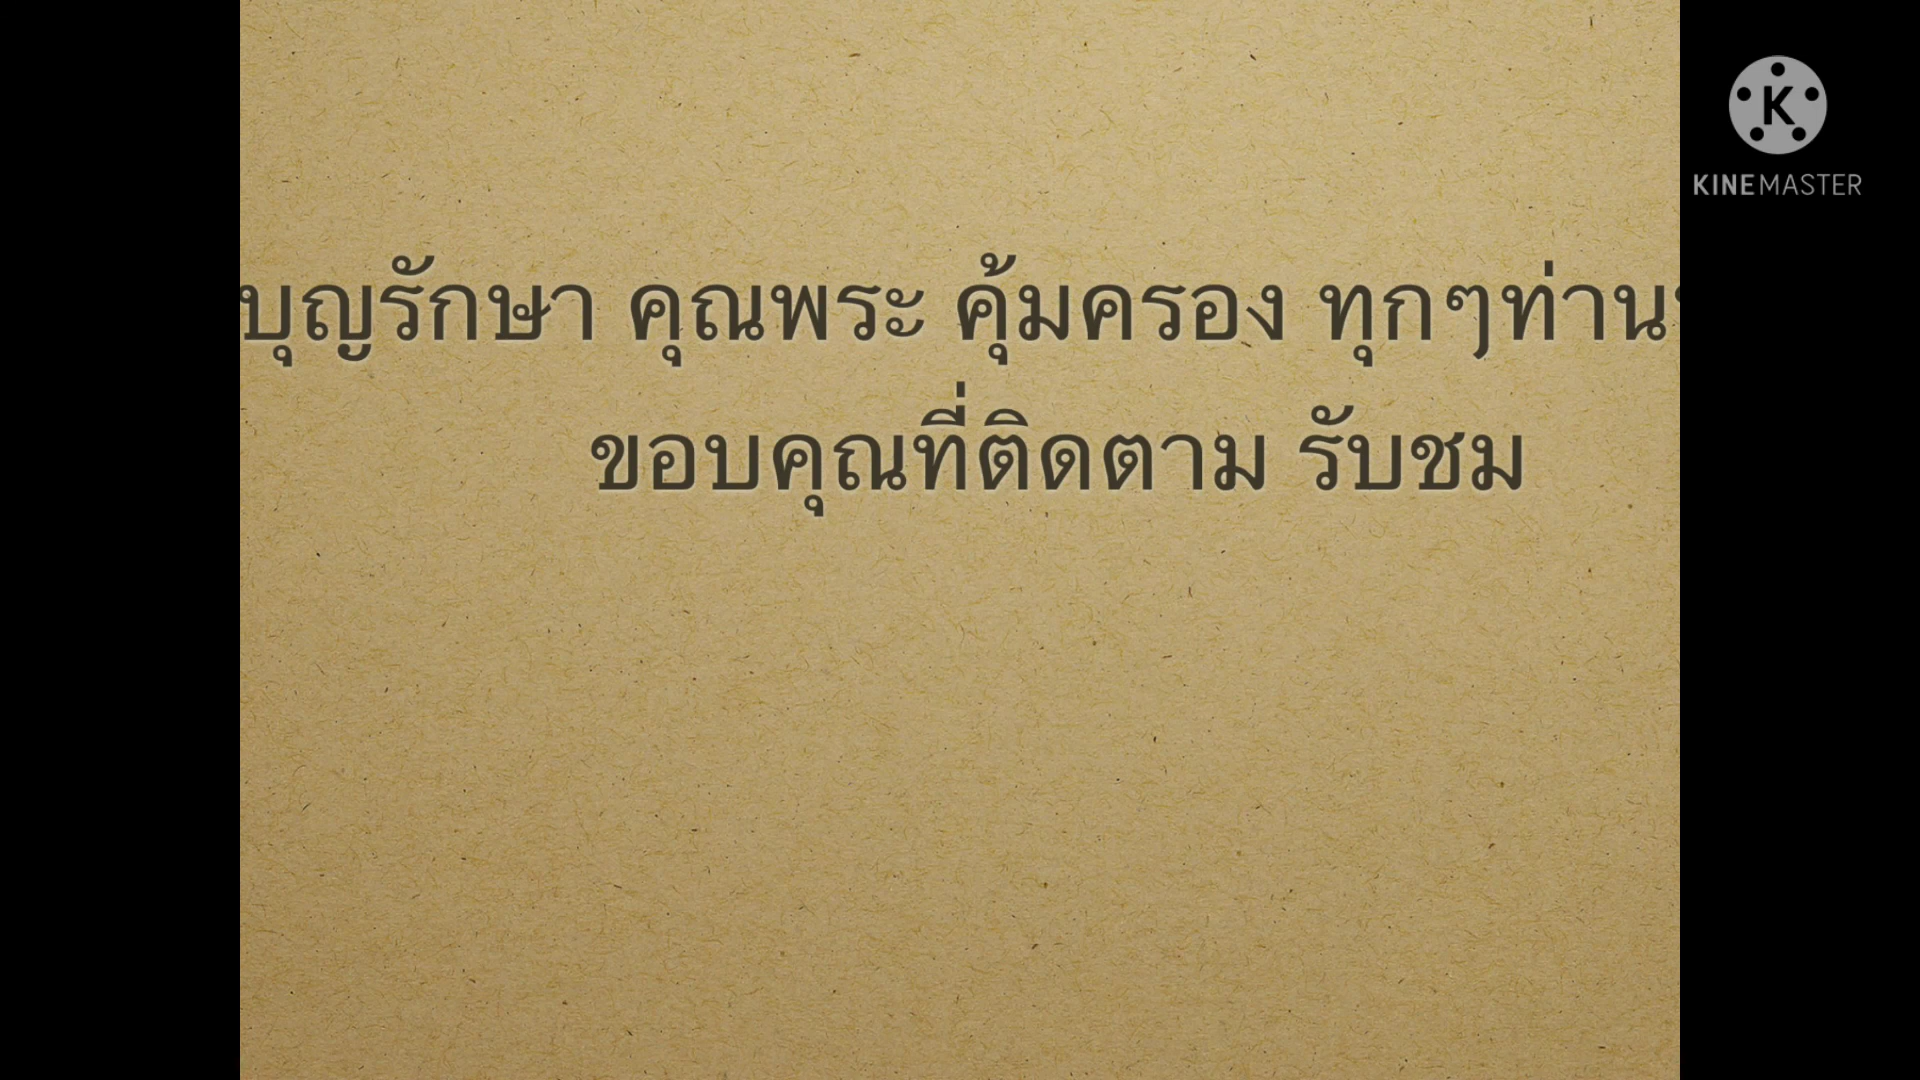 บุญรักษา คุณพระ คุ้มครอง ทุกๆท่าน
ขอบคุณที่ติดตาม รับชม
K
KINEMASTER